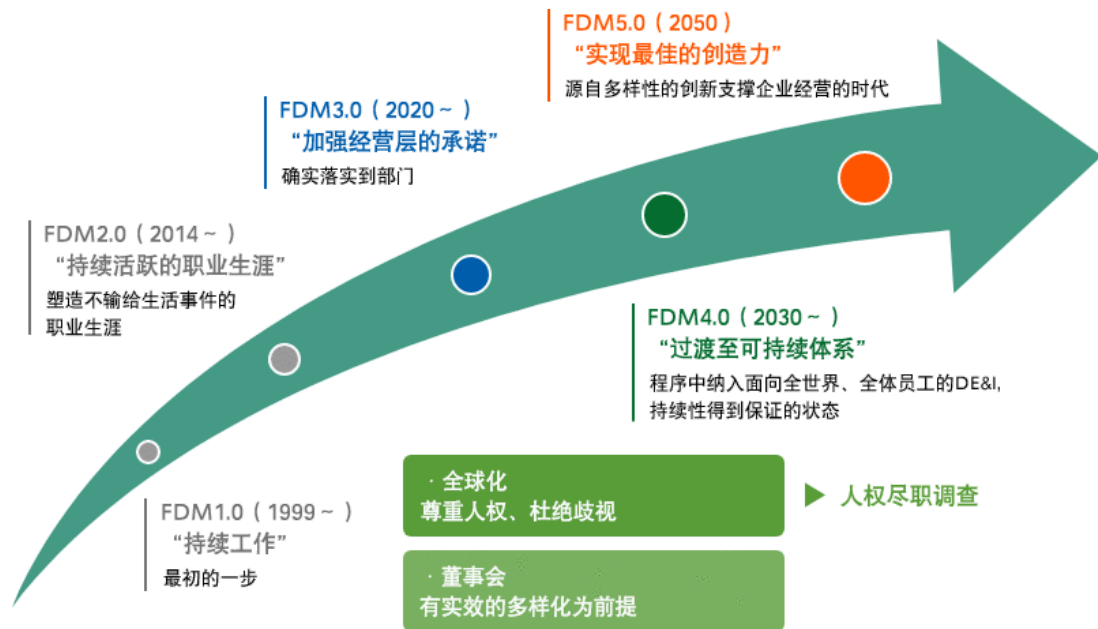 FDM5.0（2050）
“实现最佳的创造力”
源自多样性的创新支撑企业经营的时代
FDM3.0（2020～）
“加强经营层的承诺”
确实落实到部门
FDM2.0（2014～）
“持续活跃的职业生涯”
塑造不输给生活事件的
职业生涯
FDM4.0（2030～）
“过渡至可持续体系”
程序中纳入面向全世界、全体员工的DE&I,
持续性得到保证的状态
FDM1.0（1999～）
“持续工作”
最初的一步
· 全球化
尊重人权、杜绝歧视
▶ 人权尽职调查
· 董事会
有实效的多样化为前提